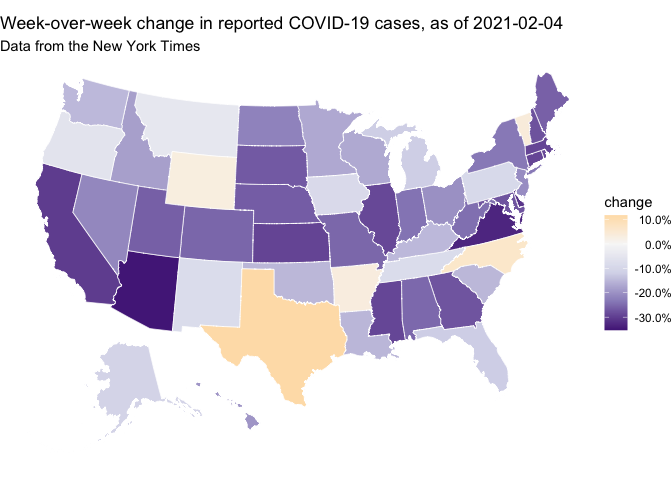 Week-over-week change in reported COVID-19 cases, as of 2021-02-04
Data from the New York Times
change
10.0%
0.0%
-10.0%
-20.0%
-30.0%